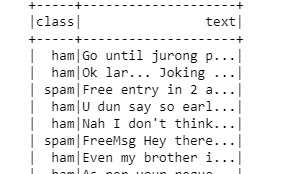 +-----+--------------------+
|class|                text|
+-----+--------------------+
|  ham|Go until jurong p...|
|  ham|Ok lar... Joking ...|
| spam|Free entry in 2 a...|
|  ham|U dun say so earl...|
|  ham|Nah I don't think...|
| spam|FreeMsg Hey there...|
|  ham|Even my brother i...|
|  ham|As per your reque...|